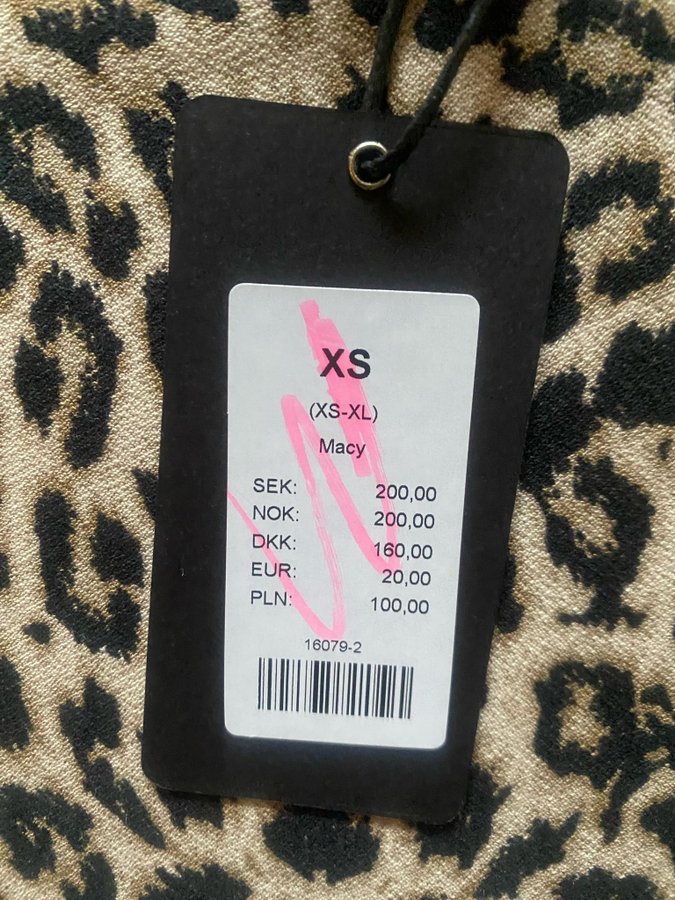 XS
(XS-XL)
Macy
SEK: 200,00
NOK: 200,00
DKK: 160,00
EUR: 20,00
PLN: 100,00
16079-2